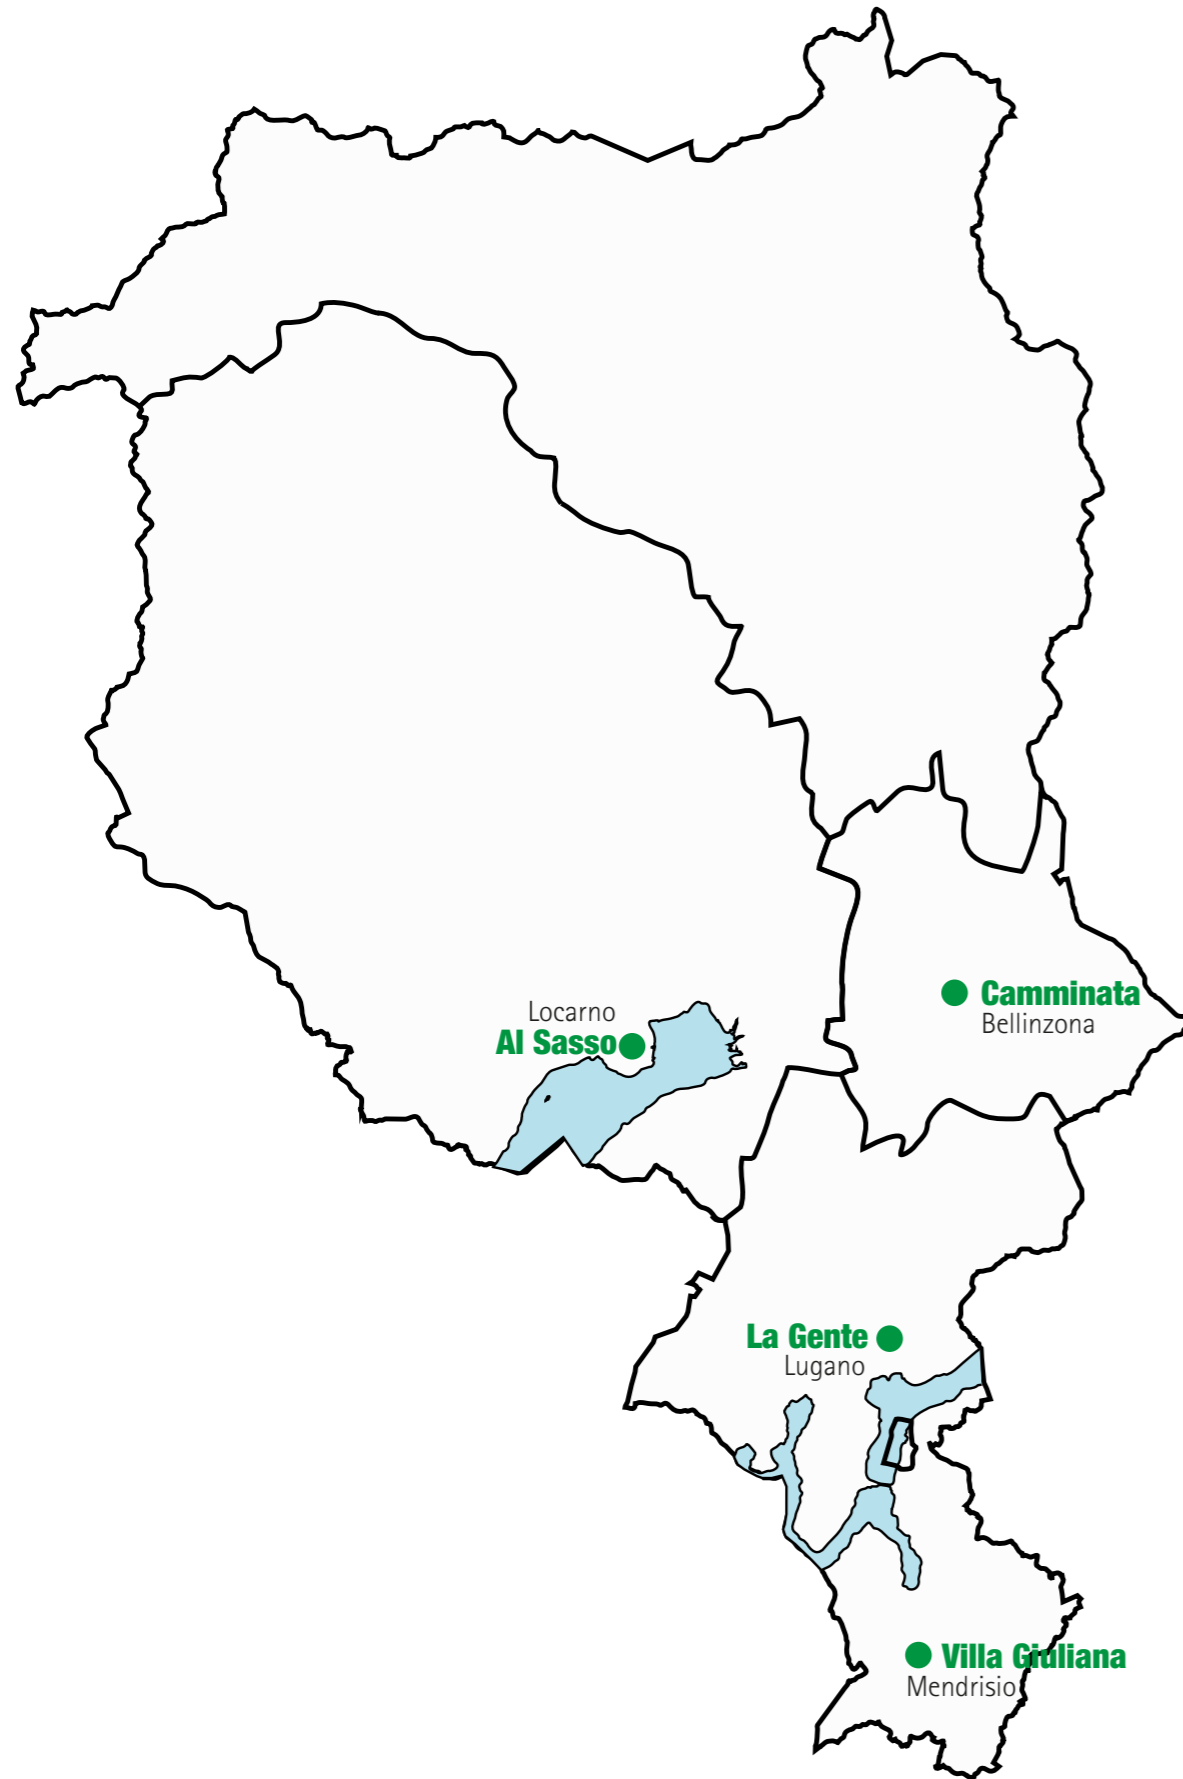 Camminata
Bellinzona
Locarno
Al Sasso
La Gente
Lugano
Villa Giuliana
Mendrisio